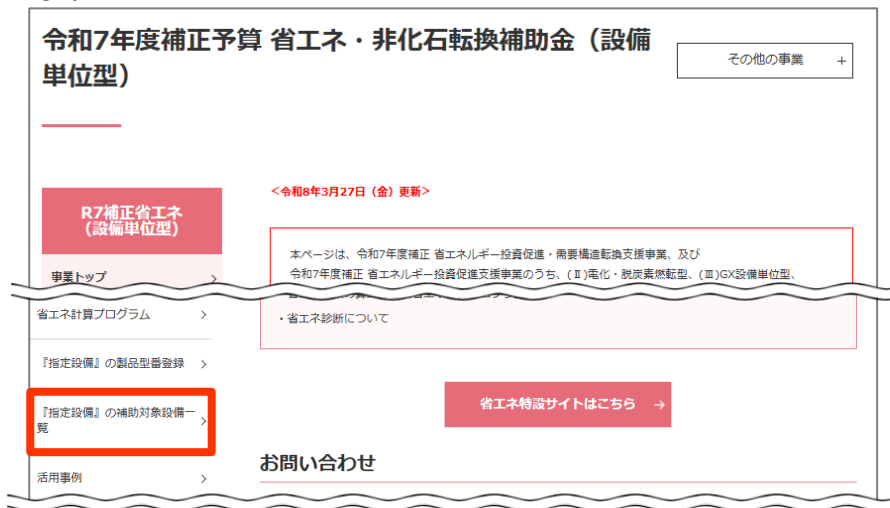 令和7年度補正予算 省エネ・非化石転換補助金（設備
単位型）
その他の事業 +
＜令和8年3月27日（金）更新＞
R7補正省エネ
（設備単位型）
事業トップ
本ページは、令和7年度補正 省エネルギー投資促進・需要構造転換支援事業、及び
令和7年度補正 省エネルギー投資促進支援事業のうち、(Ⅱ)電化・脱炭素燃転型、(Ⅲ)GX設備単位型、
省エネ計算プログラム
・省エネ診断について
『指定設備』の製品型番登録
『指定設備』の補助対象設備一
覧
省エネ特設サイトはこちら →
活用事例
お問い合わせ